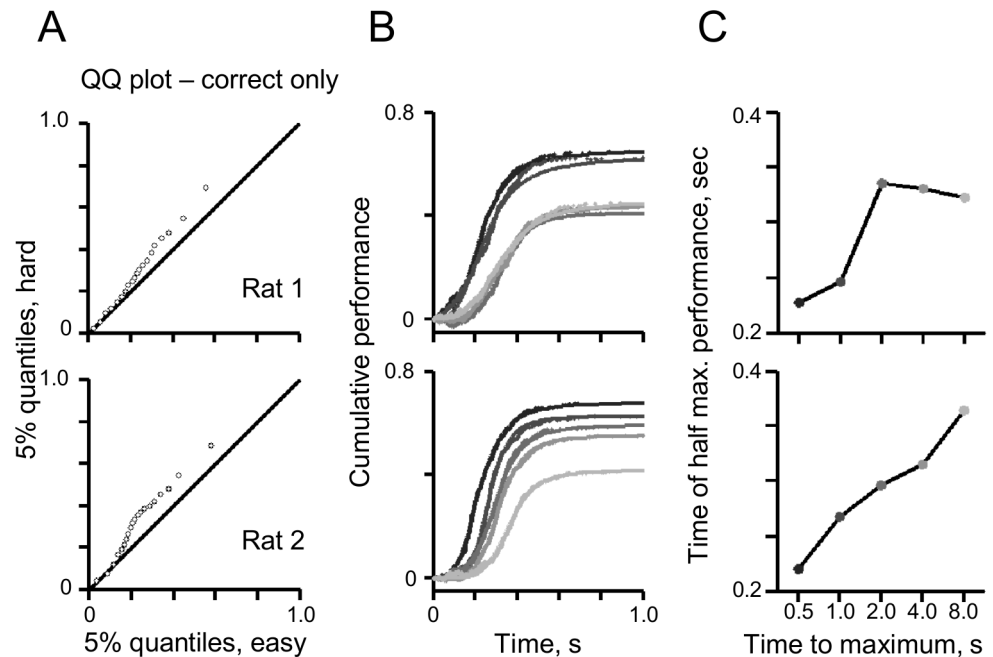 A
B
C
QQ plot – correct only
1.0
0
5% quantiles, hard
Rat 1
1.0
0
Rat 2
0
1.0
5% quantiles, easy
0.8
0
Cumulative performance
0.8
0
0
1.0
Time, s
0.4
0.2
Time of half max. performance, sec
0.4
0.2
0.5 1.0 2.0 4.0 8.0
Time to maximum, s